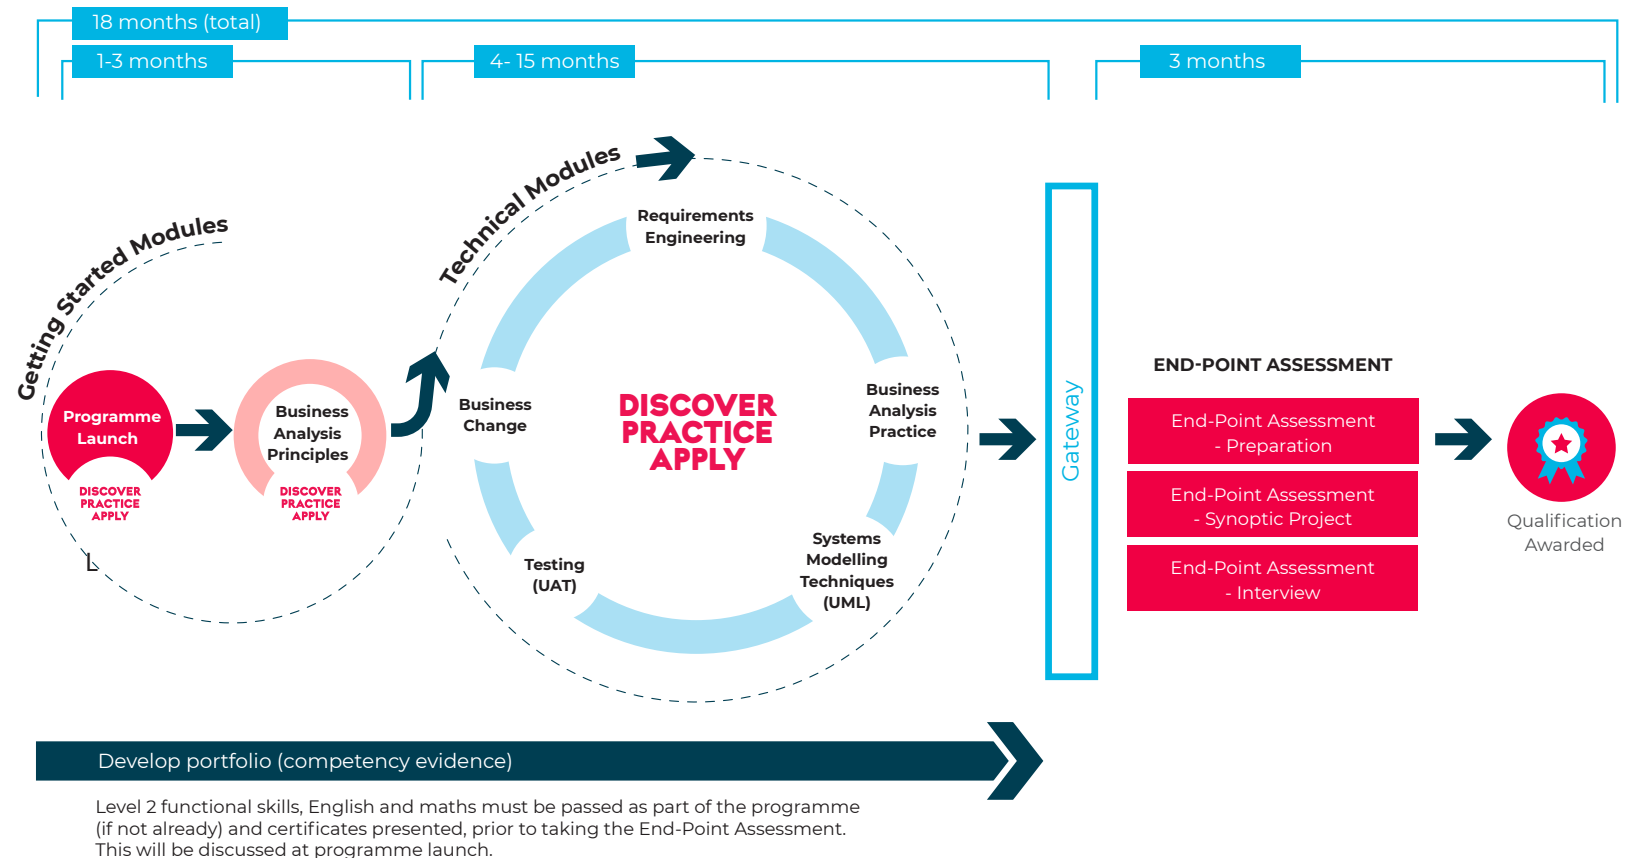 18 months (total)
1-3 months
4- 15 months
3 months
Getting Started Modules
Programme
Launch
DISCOVER
PRACTICE
APPLY
L
Business
Analysis
Principles
DISCOVER
PRACTICE
APPLY
Technical Modules
Requirements
Engineering
Business
Analysis
Practice
Systems
Modelling
Techniques
(UML)
Testing
(UAT)
Business
Change
DISCOVER
PRACTICE
APPLY
Gateway
END-POINT ASSESSMENT
End-Point Assessment
- Preparation
End-Point Assessment
- Synoptic Project
End-Point Assessment
- Interview
Qualification
Awarded
Develop portfolio (competency evidence)
Level 2 functional skills, English and maths must be passed as part of the programme
(if not already) and certificates presented, prior to taking the End-Point Assessment.
This will be discussed at programme launch.